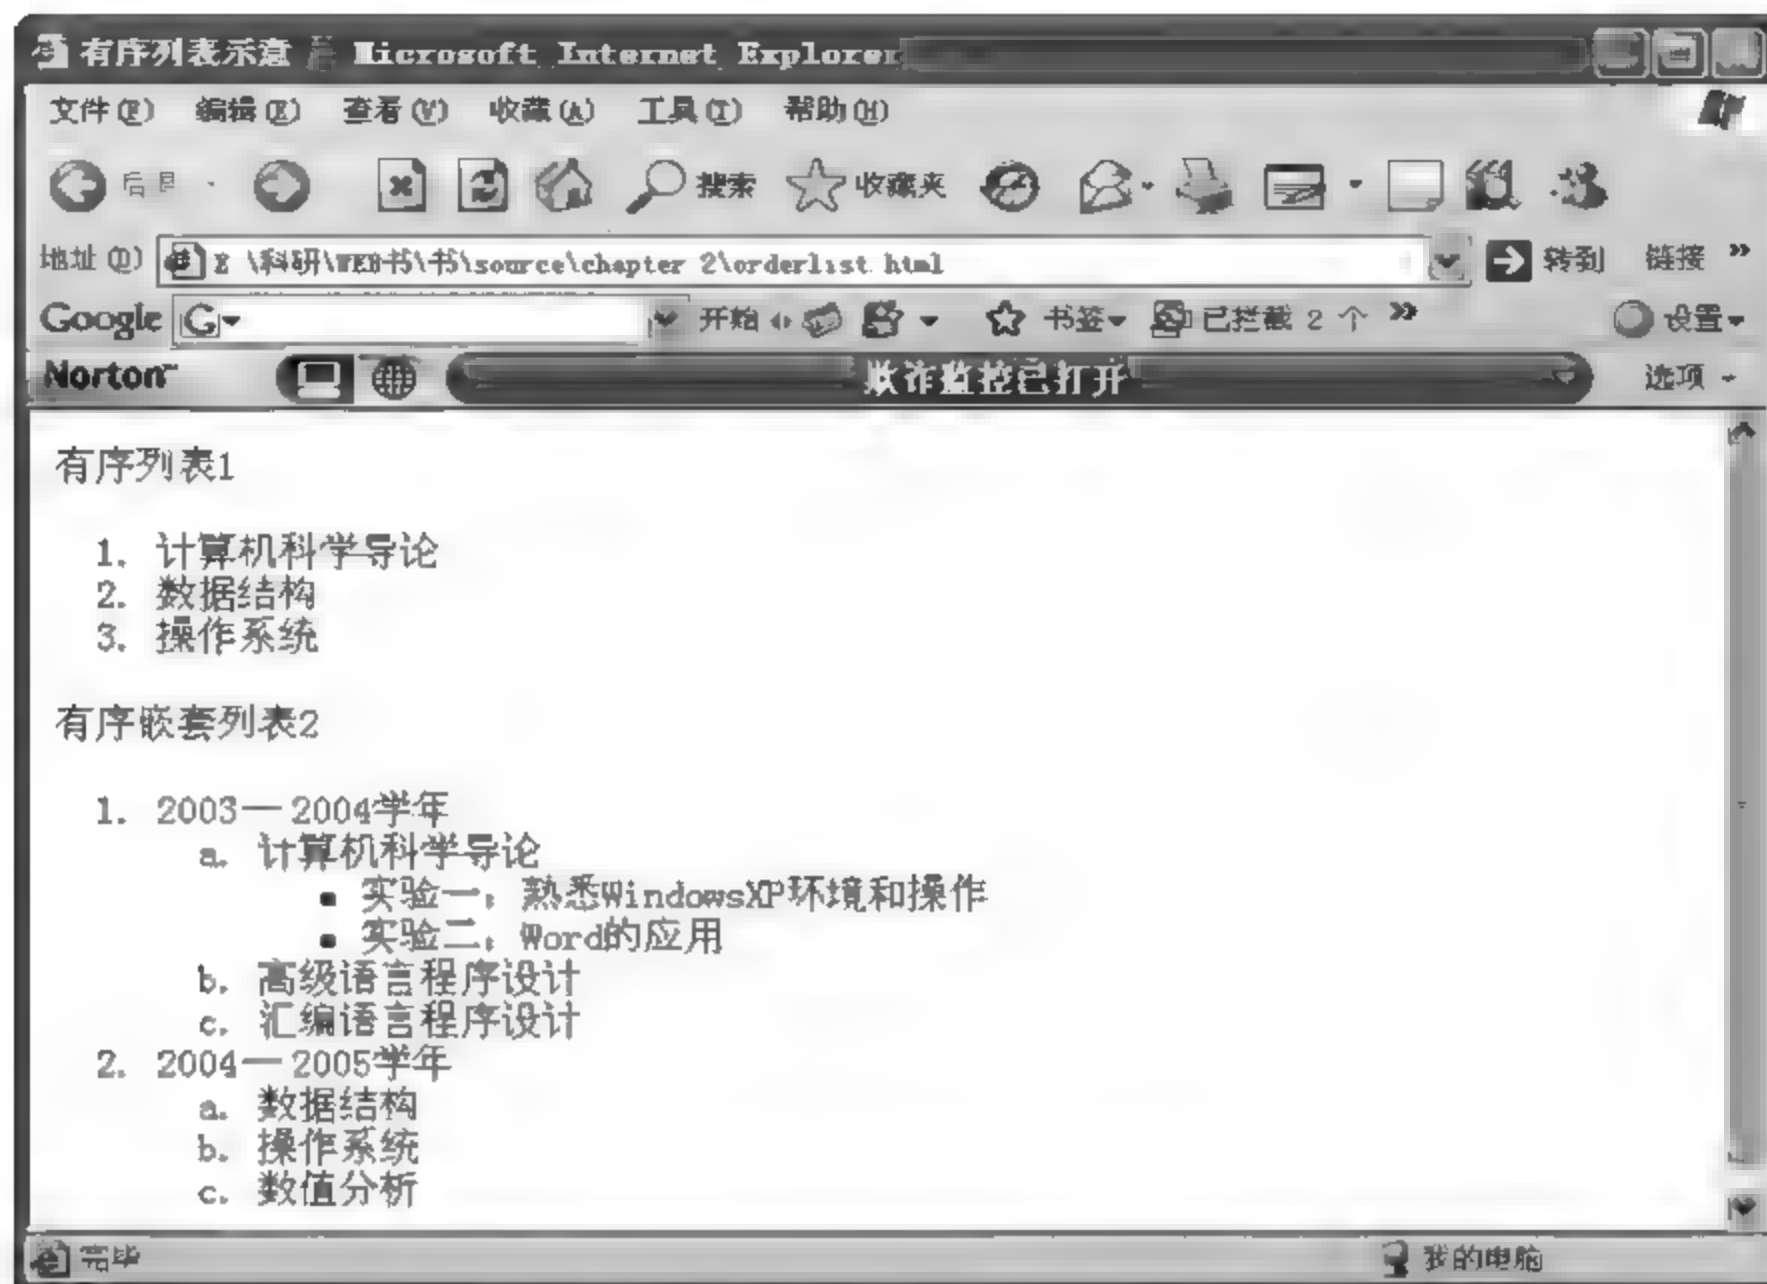 有序列表示意 Microsoft Internet Explorer
文件(F) 编辑(E) 查看(V) 收藏(A) 工具(T) 帮助(H)
后退 搜索 收藏夹
地址(D) E \科研\WEB书\书\source\chapter 2\orderlist html 转到 链接 »
Google G 开始 书签 已拦截 2 个 » 设置
Norton™ 欺诈监控已打开 选项
有序列表1
1. 计算机科学导论
2. 数据结构
3. 操作系统
有序嵌套列表2
1. 2003—2004学年
a. 计算机科学导论
▪ 实验一：熟悉WindowsXP环境和操作
▪ 实验二：Word的应用
b. 高级语言程序设计
c. 汇编语言程序设计
2. 2004—2005学年
a. 数据结构
b. 操作系统
c. 数值分析
完毕 我的电脑